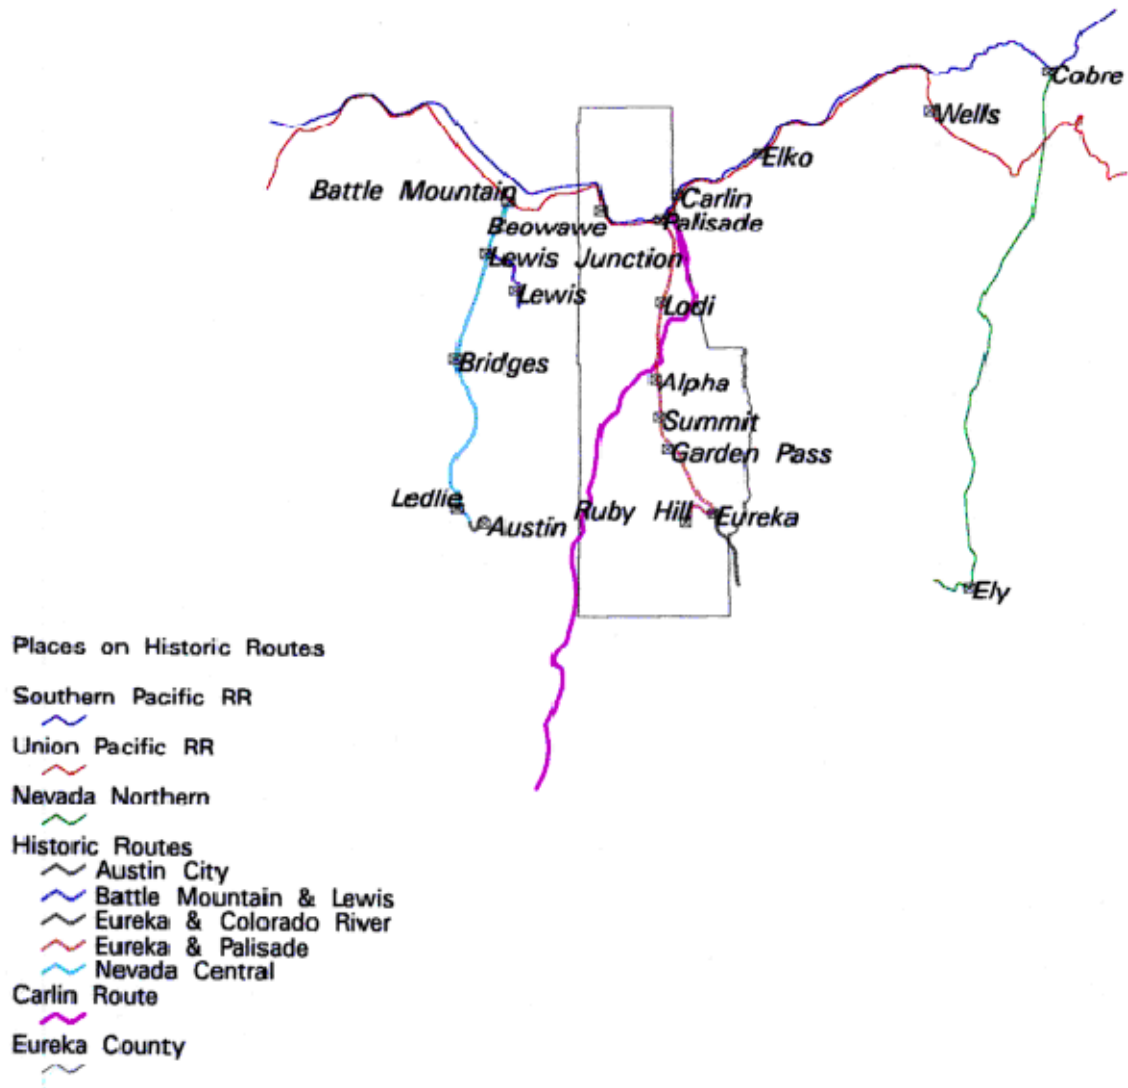 Cobre
Wells
Elko
Battle Mountain
Carlin
Beowawe
Palisade
Lewis Junction
Lewis
Lodi
Bridges
Alpha
Summit
Garden Pass
Ledlie
Austin
Ruby Hill
Eureka
Ely
Places on Historic Routes
Southern Pacific RR
Union Pacific RR
Nevada Northern
Historic Routes
Austin City
Battle Mountain & Lewis
Eureka & Colorado River
Eureka & Palisade
Nevada Central
Carlin Route
Eureka County